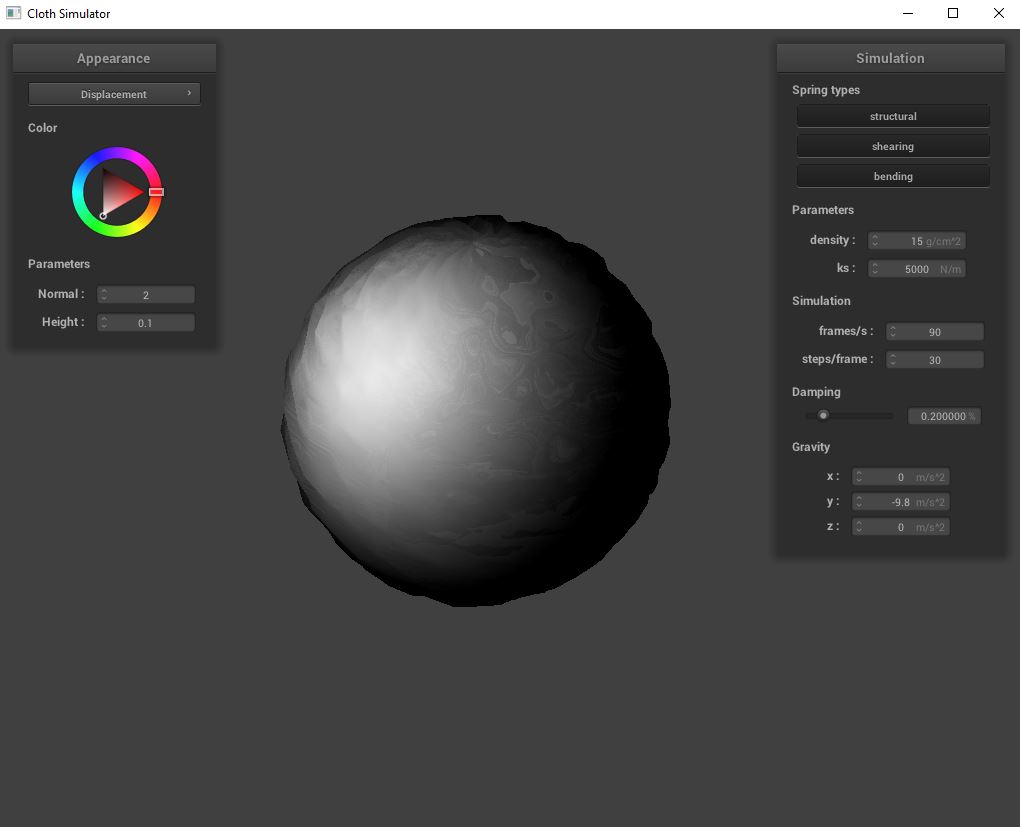 Cloth Simulator
Appearance
Displacement
Color
Parameters
Normal : 2
Height : 0.1
Simulation
Spring types
structural
shearing
bending
Parameters
density : 15 g/cm^2
ks : 5000 N/m
Simulation
frames/s : 90
steps/frame : 30
Damping
0.200000 %
Gravity
x : 0 m/s^2
y : -9.8 m/s^2
z : 0 m/s^2